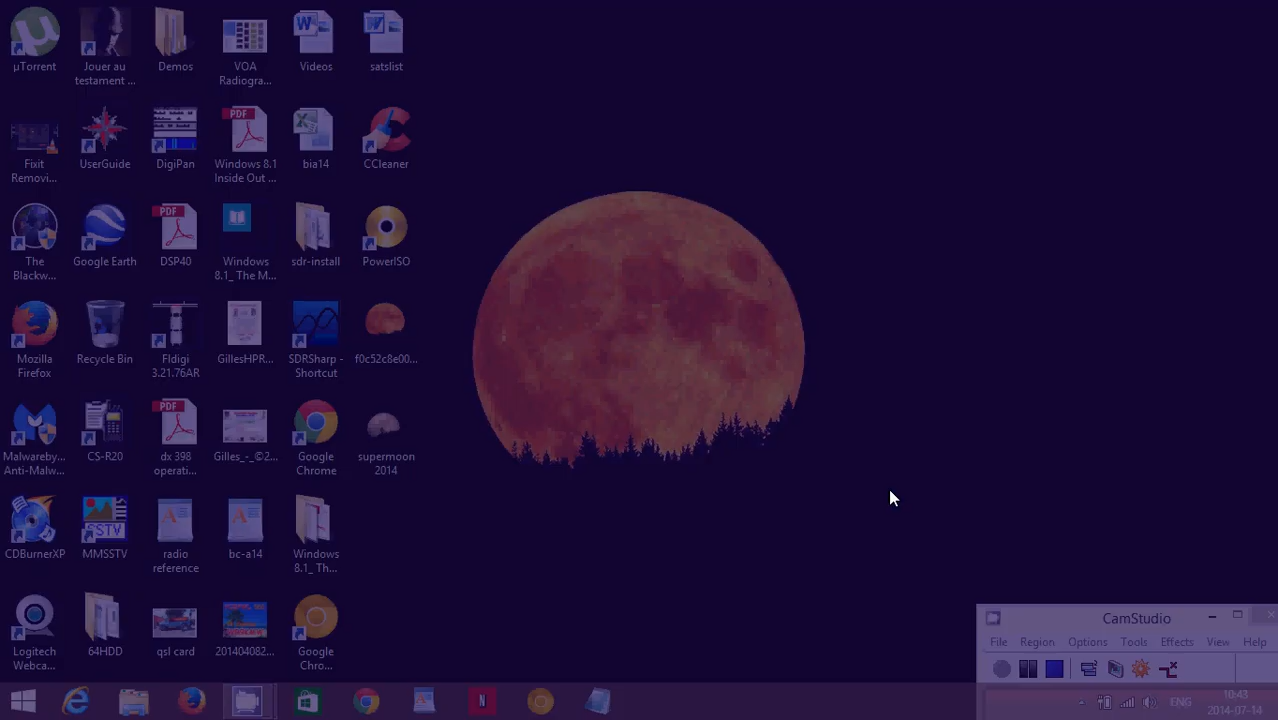 µTorrent
Jouer au
testament ...
Demos
VOA
Radiogra...
Videos
satslist
Fixit
Removi...
UserGuide
DigiPan
Windows 8.1
Inside Out ...
bia14
CCleaner
The
Blackw...
Google Earth
DSP40
Windows
8.1_ The M...
sdr-install
PowerISO
Mozilla
Firefox
Recycle Bin
Fldigi
3.21.76AR
GillesHPR...
SDRSharp -
Shortcut
f0c52c8e00...
Malwareby...
Anti-Malw...
CS-R20
dx 398
operati...
Gilles_-_©2...
Google
Chrome
supermoon
2014
CDBurnerXP
MMSSTV
radio
reference
bc-a14
Windows
8.1_ Th...
Logitech
Webca...
64HDD
qsl card
201404082...
Google
Chro...
PDF
PDF
PDF
SSTV
CamStudio
File Region Options Tools Effects View Help
ENG
10:43
2014-07-14